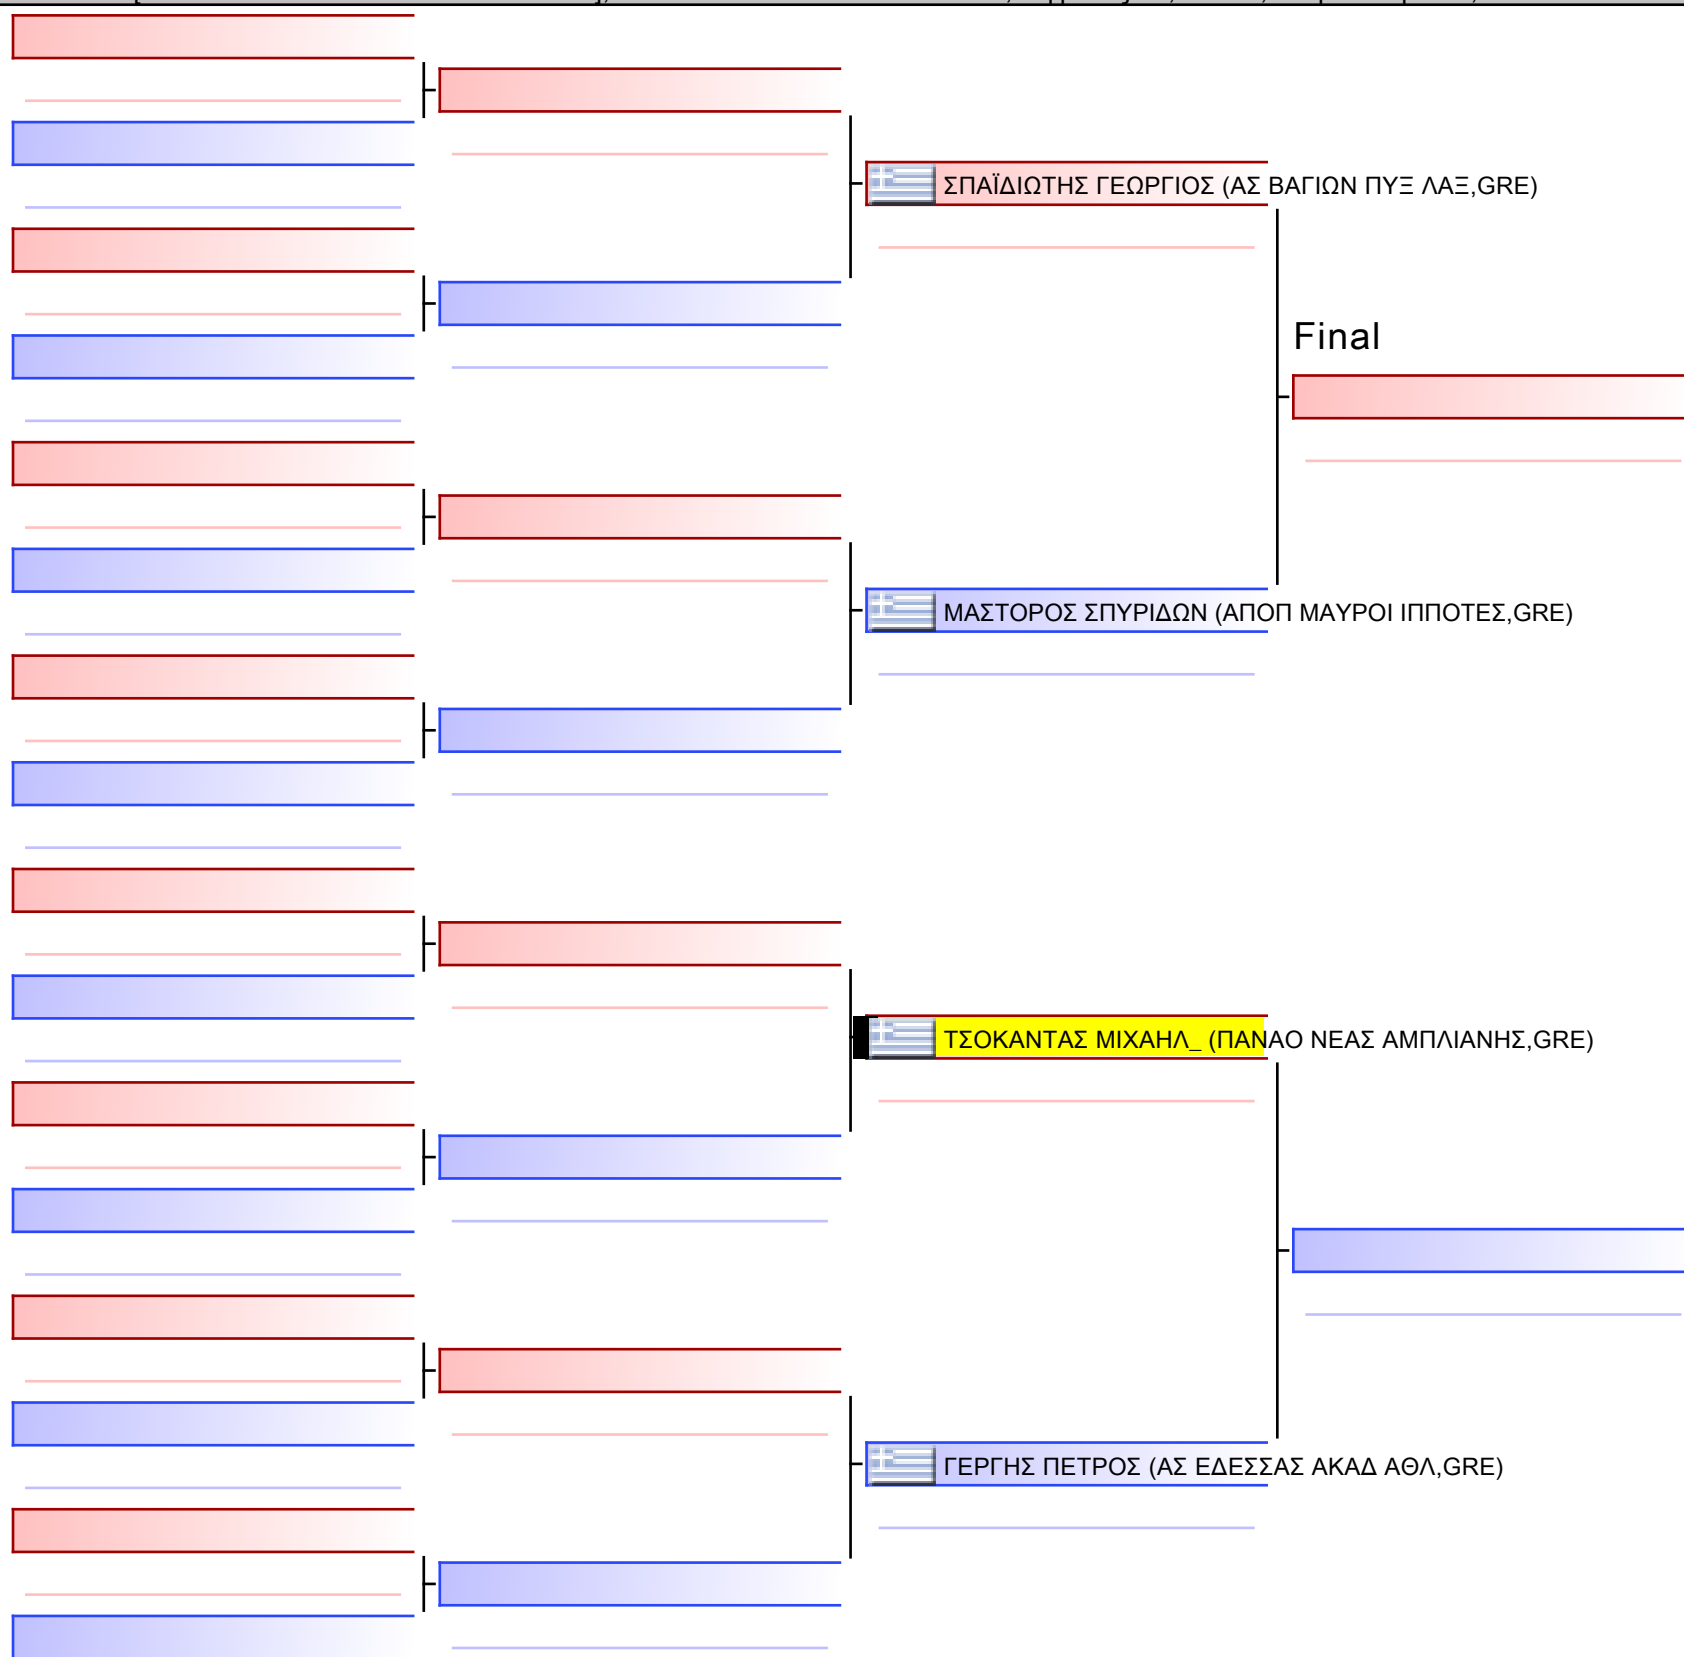 ΣΠΑΪΔΙΩΤΗΣ ΓΕΩΡΓΙΟΣ (ΑΣ ΒΑΓΙΩΝ ΠΥΞ ΛΑΞ,GRE)
Final
ΜΑΣΤΟΡΟΣ ΣΠΥΡΙΔΩΝ (ΑΠΟΠ ΜΑΥΡΟΙ ΙΠΠΟΤΕΣ,GRE)
ΤΣΟΚΑΝΤΑΣ ΜΙΧΑΗΛ_ (ΠΑΝΑΟ ΝΕΑΣ ΑΜΠΛΙΑΝΗΣ,GRE)
ΓΕΡΓΗΣ ΠΕΤΡΟΣ (ΑΣ ΕΔΕΣΣΑΣ ΑΚΑΔ ΑΘΛ,GRE)